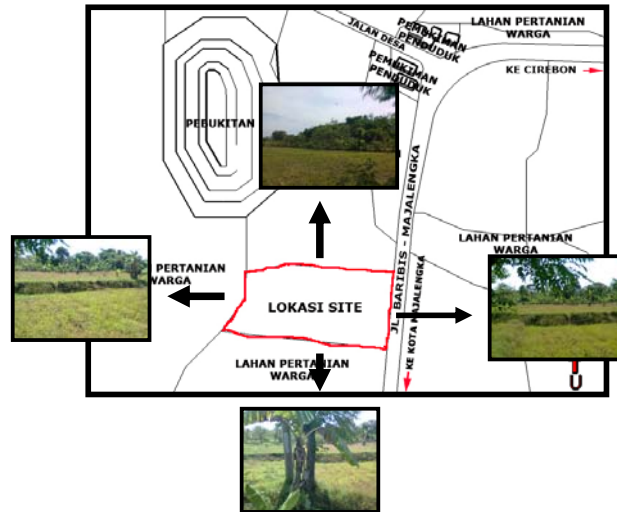 LAHAN PERTANIAN
WARGA
JALAN DESA
PEMUKIMAN
PENDUDUK
KE CIREBON
PEMUKIMAN
PENDUDUK
PEBUKITAN
LAHAN PERTANIAN
WARGA
PERTANIAN
WARGA
LOKASI SITE
JL. BARIBIS - MAJALENGKA
KE KOTA MAJALENGKA
LAHAN PERTANIAN
WARGA
U